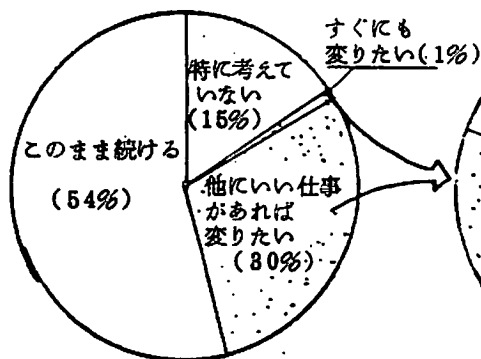 すぐにも
変りたい(1%)
特に考えて
いない
(15%)
このまま続ける
(54%)
他にいい仕事
があれば
変りたい
(30%)